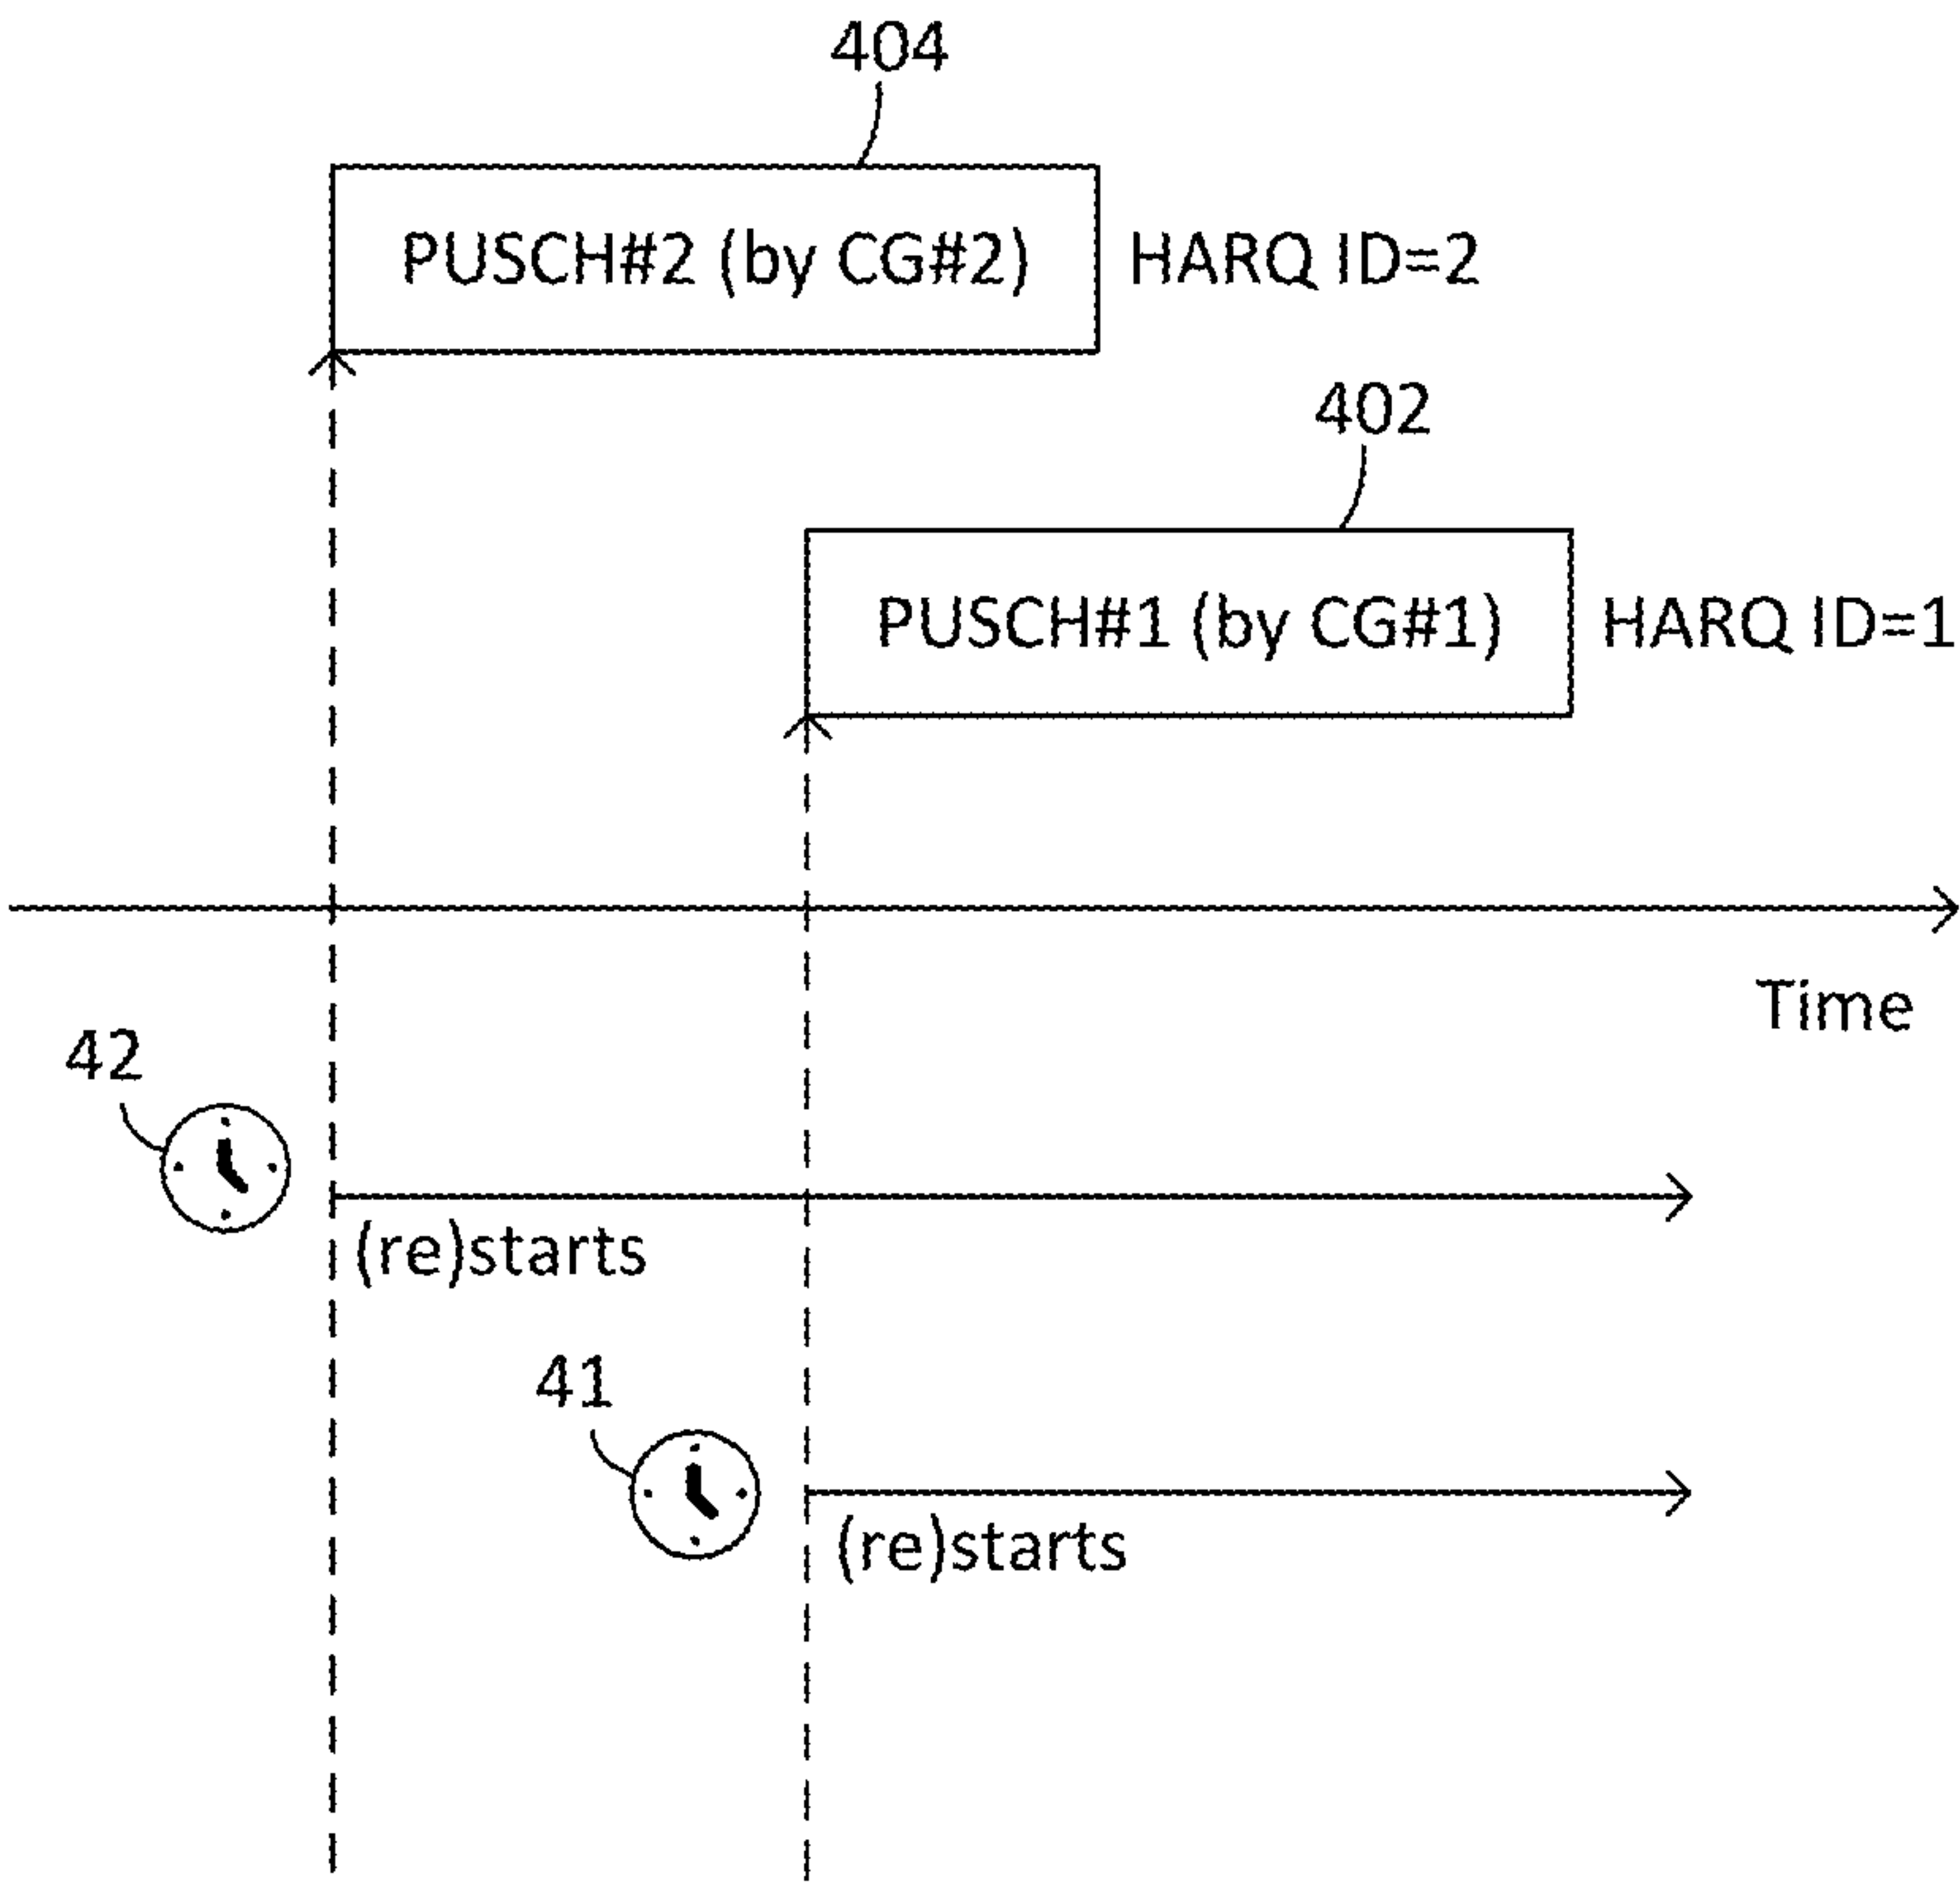 404
PUSCH#2 (by CG#2) HARQ ID=2
402
PUSCH#1 (by CG#1) HARQ ID=1
Time
42
(re)starts
41
(re)starts